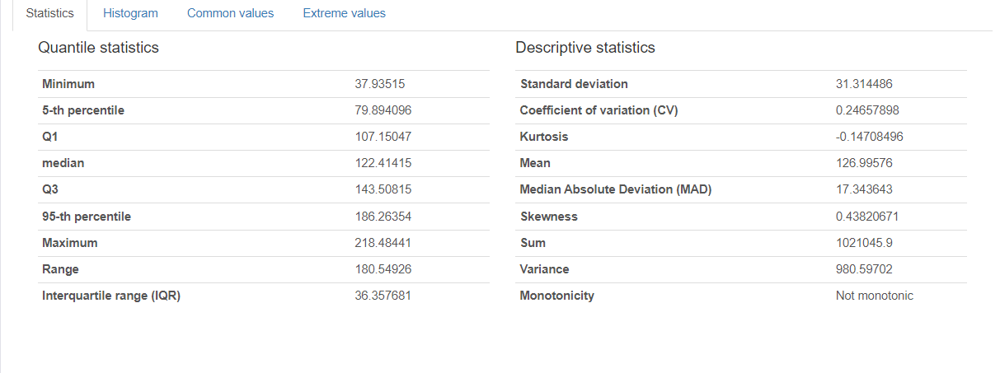 Statistics Histogram Common values Extreme values
Quantile statistics
Minimum 37.93515
5-th percentile 79.894096
Q1 107.15047
median 122.41415
Q3 143.50815
95-th percentile 186.26354
Maximum 218.48441
Range 180.54926
Interquartile range (IQR) 36.357681
Descriptive statistics
Standard deviation 31.314486
Coefficient of variation (CV) 0.24657898
Kurtosis -0.14708496
Mean 126.99576
Median Absolute Deviation (MAD) 17.343643
Skewness 0.43820671
Sum 1021045.9
Variance 980.59702
Monotonicity Not monotonic